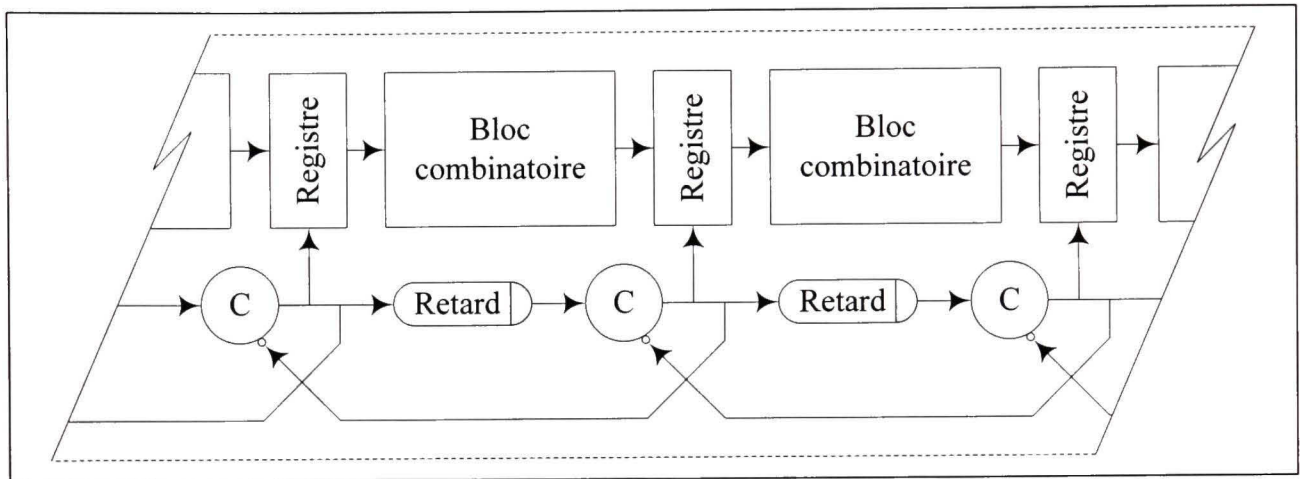 Registre
Bloc
combinatoire
Registre
Bloc
combinatoire
Registre
C
Retard
C
Retard
C